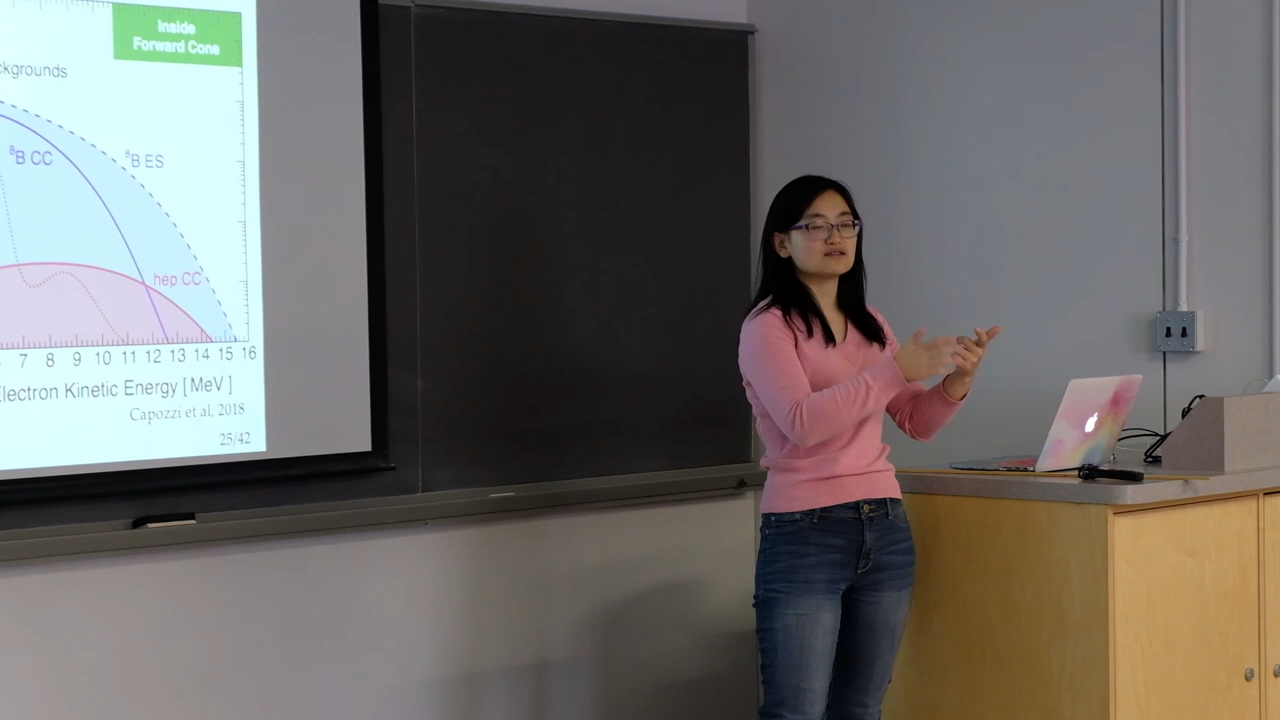 Inside
Forward Cone
ckgrounds
⁸B CC
⁸B ES
hep CC
7 8 9 10 11 12 13 14 15 16
Electron Kinetic Energy [MeV]
Capozzi et al, 2018
25/42